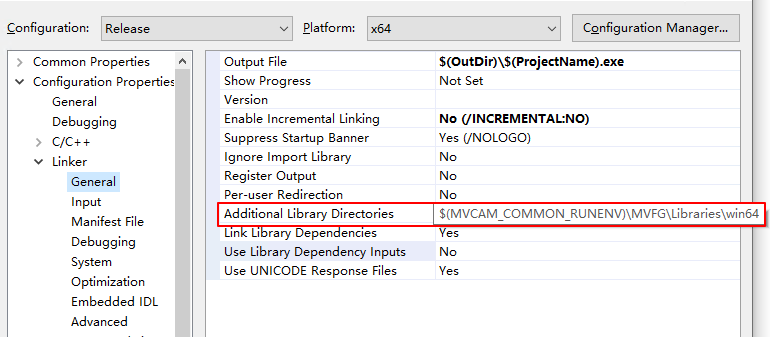 Configuration: Release Platform: x64 Configuration Manager...
Common Properties
Configuration Properties
General
Debugging
C/C++
Linker
General
Input
Manifest File
Debugging
System
Optimization
Embedded IDL
Advanced
Output File $(OutDir)\$(ProjectName).exe
Show Progress Not Set
Version
Enable Incremental Linking No (/INCREMENTAL:NO)
Suppress Startup Banner Yes (/NOLOGO)
Ignore Import Library No
Register Output No
Per-user Redirection No
Additional Library Directories $(MVCAM_COMMON_RUNENV)\MVFG\Libraries\win64
Link Library Dependencies Yes
Use Library Dependency Inputs No
Use UNICODE Response Files Yes